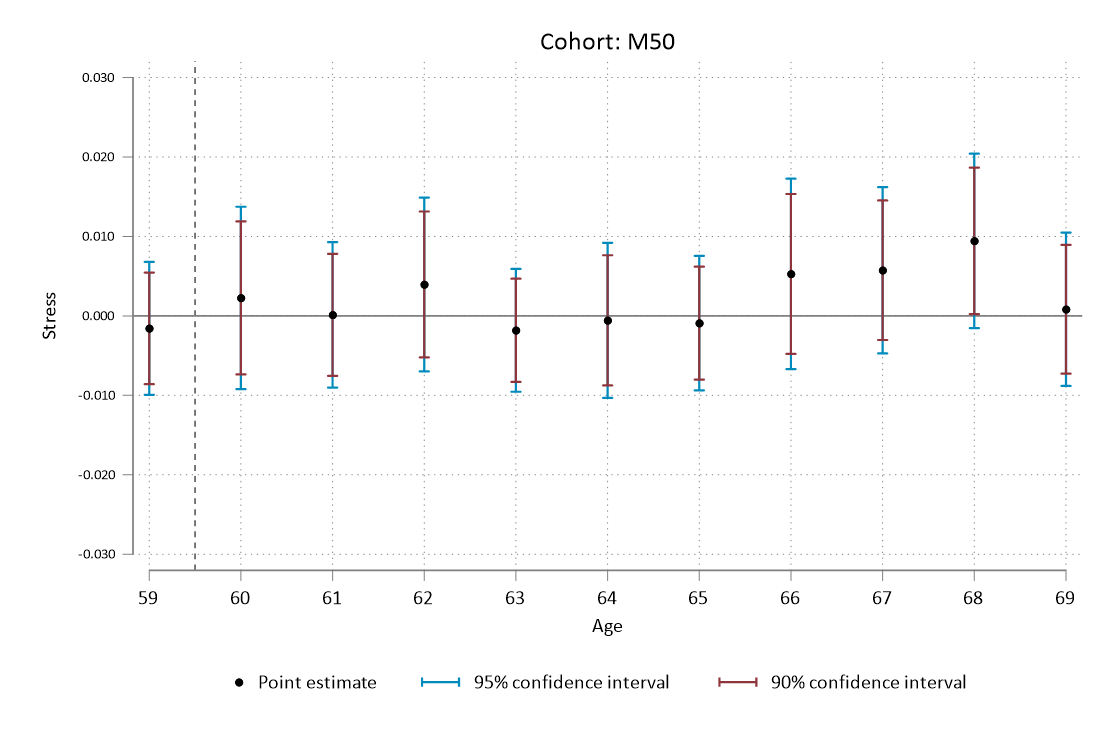 Cohort: M50
0.030
0.020
0.010
0.000
-0.010
-0.020
-0.030
Stress
59 60 61 62 63 64 65 66 67 68 69
Age
Point estimate 95% confidence interval 90% confidence interval